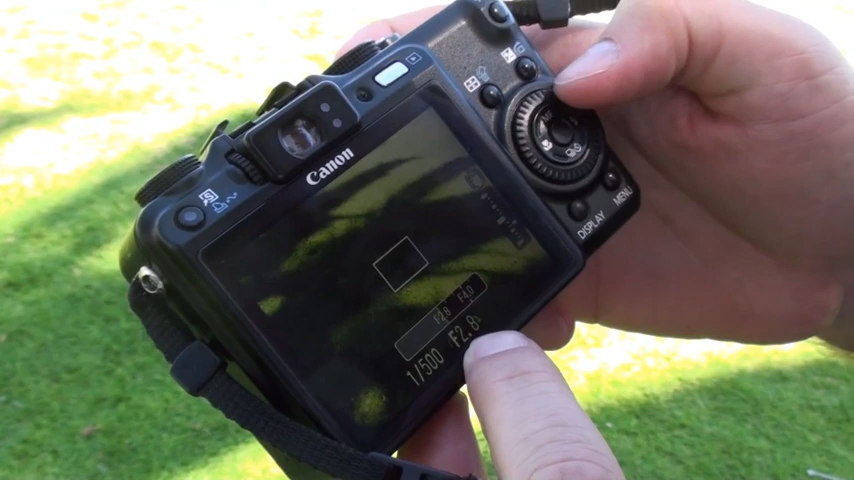 Canon
F2.8 F4.0
1/500 F2.8
DISPLAY
MENU